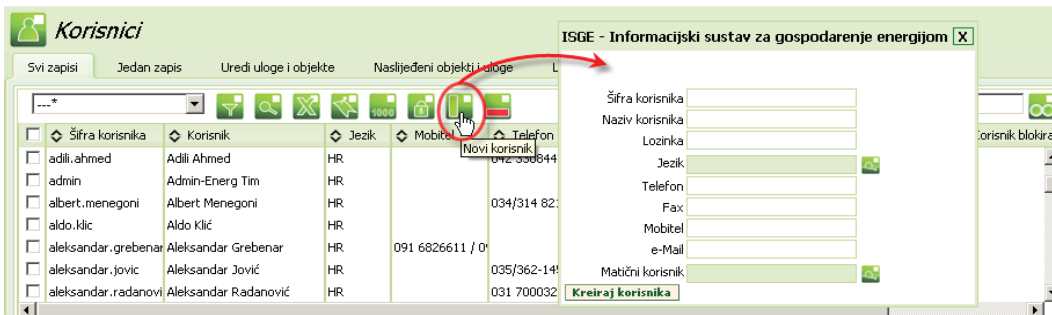 Korisnici
ISGE - Informacijski sustav za gospodarenje energijom X
Svi zapisi Jedan zapis Uredi uloge i objekte Naslijeđeni objekti i uloge
---*
1000
Šifra korisnika Korisnik Jezik Mobitel Telefon
Novi korisnik
adili.ahmed Adili Ahmed HR
admin Admin-Energ Tim HR
albert.menegoni Albert Menegoni HR 034/314 82
aldo.klic Aldo Klić HR
aleksandar.grebenar Aleksandar Grebenar HR 091 6826611 / 0
aleksandar.jovic Aleksandar Jović HR 035/362-14
aleksandar.radanovi Aleksandar Radanović HR 031 700032
Šifra korisnika
Naziv korisnika
Lozinka
Jezik
Telefon
Fax
Mobitel
e-Mail
Matični korisnik
Kreiraj korisnika